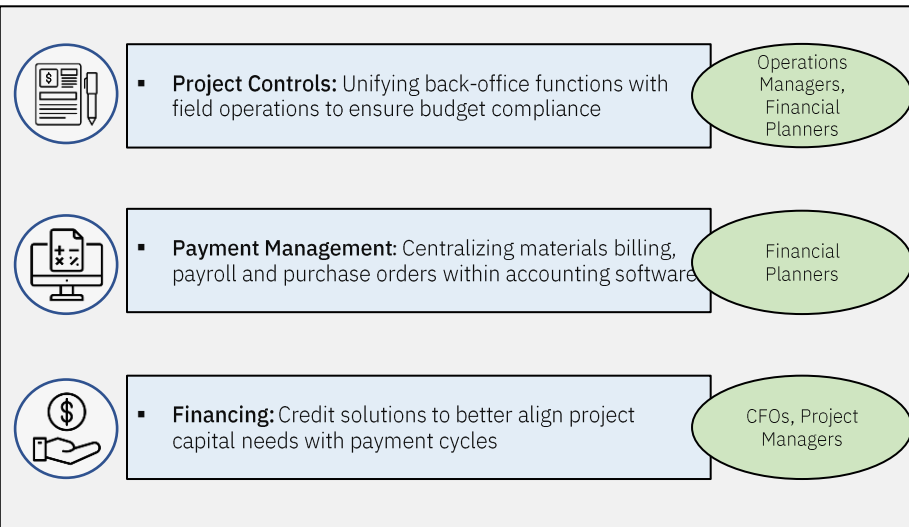 ▪ Project Controls: Unifying back-office functions with
field operations to ensure budget compliance
Operations
Managers,
Financial
Planners
▪ Payment Management: Centralizing materials billing,
payroll and purchase orders within accounting software
Financial
Planners
▪ Financing: Credit solutions to better align project
capital needs with payment cycles
CFOs, Project
Managers